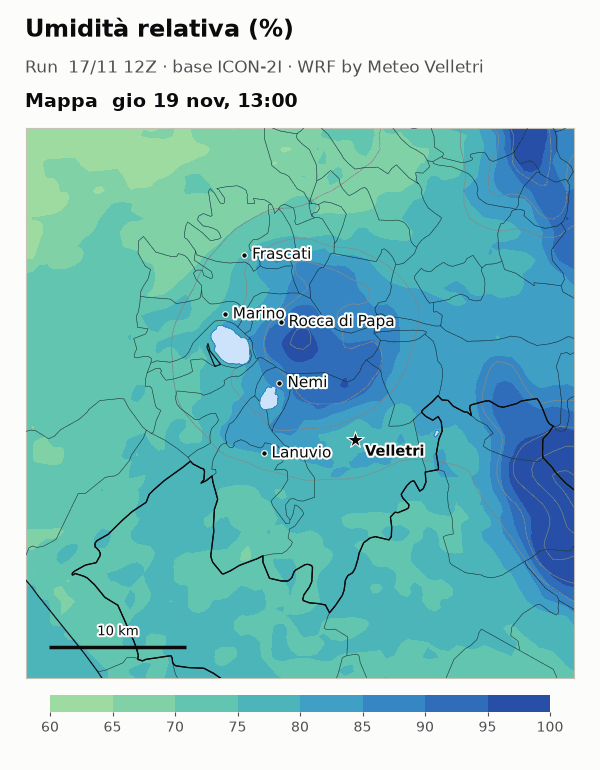 Umidità relativa (%)
Run  17/11 12Z · base ICON-2I · WRF by Meteo Velletri
Mappa  gio 19 nov, 13:00
Frascati
Marino
Rocca di Papa
Nemi
Velletri
Lanuvio
10 km
60 65 70 75 80 85 90 95 100